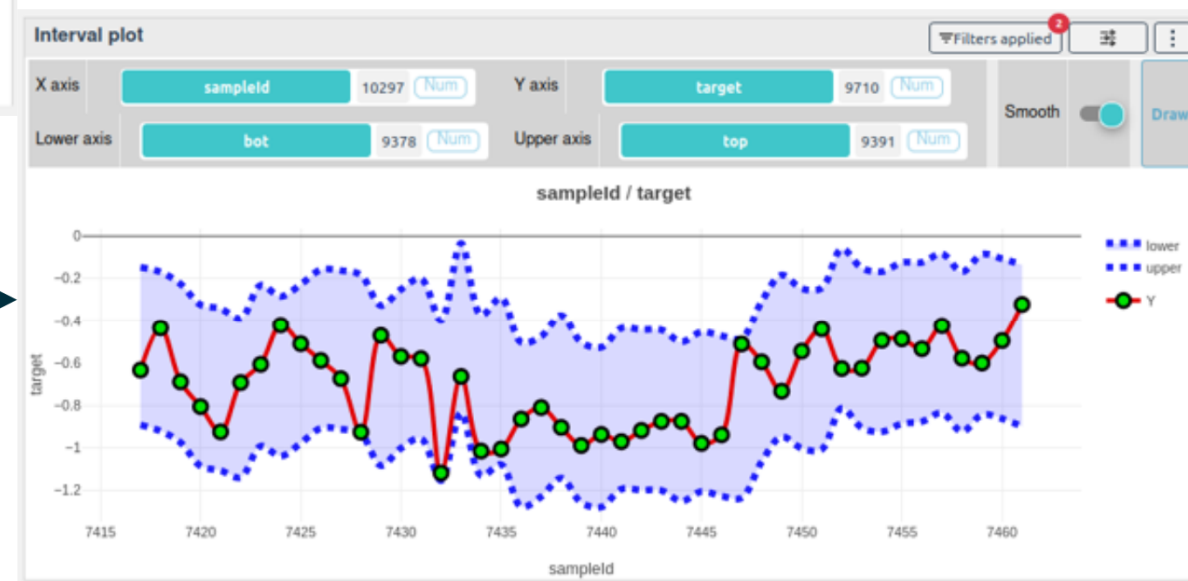 Interval plot
Filters applied
2
X axis sampleId 10297 Num Y axis target 9710 Num
Smooth
Draw
Lower axis bot 9378 Num Upper axis top 9391 Num
sampleId / target
0
−0.2
−0.4
−0.6
−0.8
−1
−1.2
target
lower
upper
Y
7415 7420 7425 7430 7435 7440 7445 7450 7455 7460
sampleId